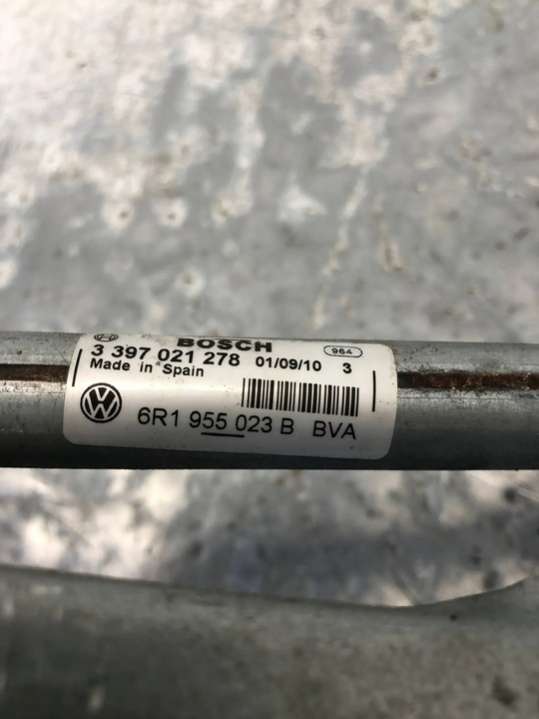 BOSCH 964
3 397 021 278 01/09/10 3
Made in Spain
6R1 955 023 B BVA